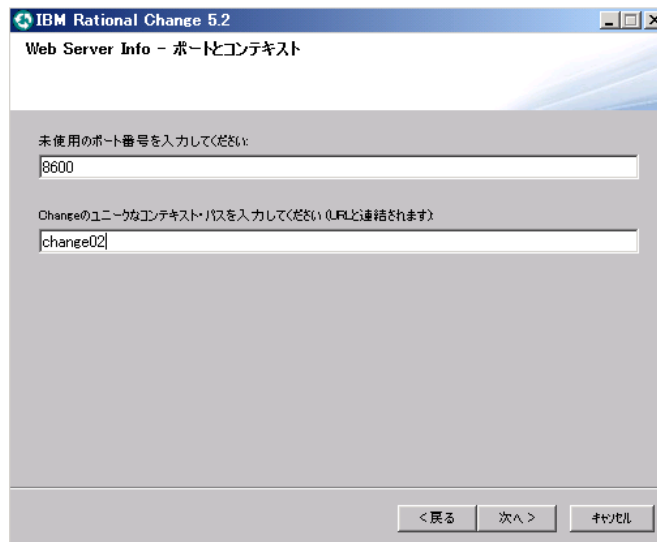 IBM Rational Change 5.2
Web Server Info - ポートとコンテキスト
未使用のポート番号を入力してください:
8600
Changeのユニークなコンテキスト・パスを入力してください(URLと連結されます):
change02
<戻る 次へ> キャンセル